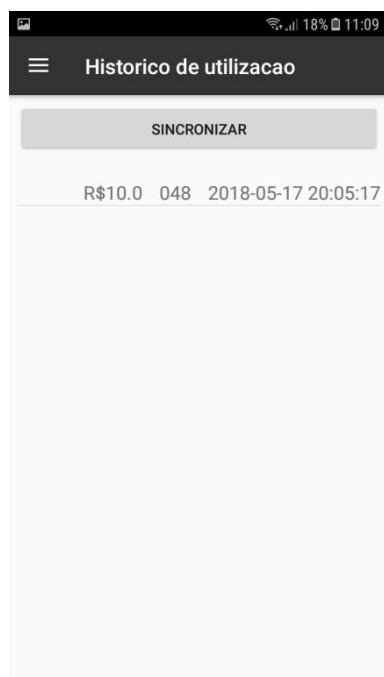 18% 11:09
Historico de utilizacao
SINCRONIZAR
R$10.0 048 2018-05-17 20:05:17